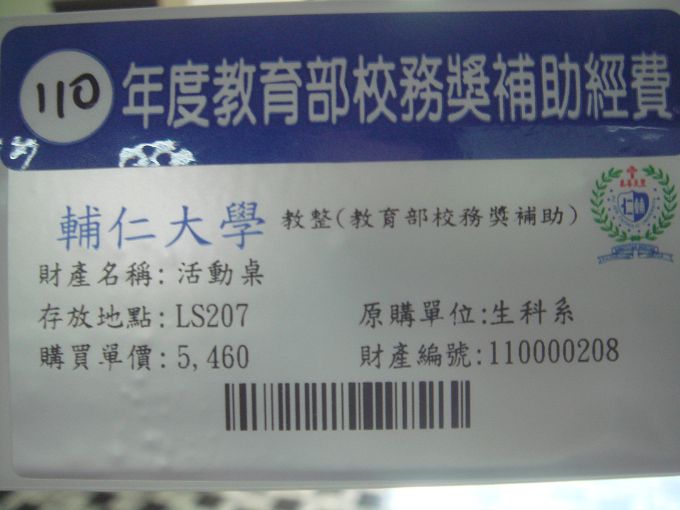 110 年度教育部校務獎補助經費
輔仁大學 教整(教育部校務獎補助)
財產名稱: 活動桌
存放地點: LS207 原購單位:生科系
購買單價: 5,460 財產編號:110000208